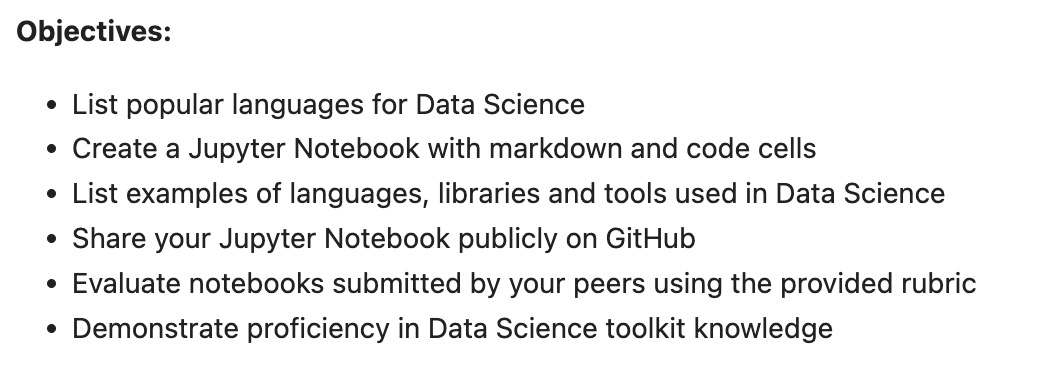 Objectives:
• List popular languages for Data Science
• Create a Jupyter Notebook with markdown and code cells
• List examples of languages, libraries and tools used in Data Science
• Share your Jupyter Notebook publicly on GitHub
• Evaluate notebooks submitted by your peers using the provided rubric
• Demonstrate proficiency in Data Science toolkit knowledge